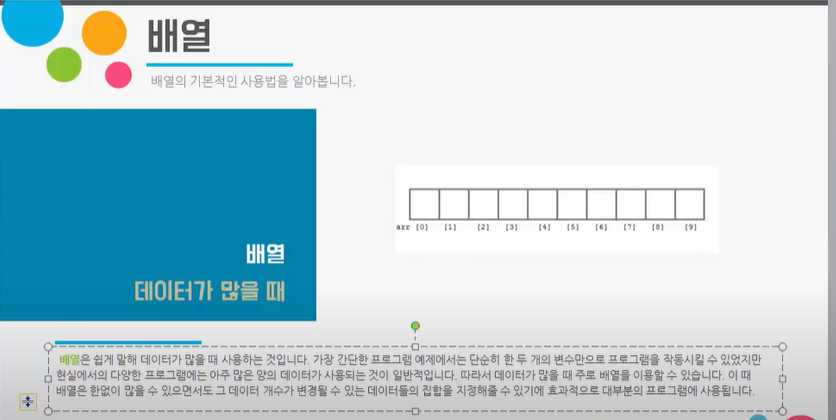 배열
배열의 기본적인 사용법을 알아봅니다.
arr [0] [1] [2] [3] [4] [5] [6] [7] [8] [9]
배열
데이터가 많을 때
배열은 쉽게 말해 데이터가 많을 때 사용하는 것입니다. 가장 간단한 프로그램 예제에서는 단순히 한 두 개의 변수만으로 프로그램을 작동시킬 수 있었지만
현실에서의 다양한 프로그램에는 아주 많은 양의 데이터가 사용되는 것이 일반적입니다. 따라서 데이터가 많을 때 주로 배열을 이용할 수 있습니다. 이 때
배열은 한없이 많을 수 있으면서도 그 데이터 개수가 변경될 수 있는 데이터들의 집합을 지정해줄 수 있기에 효과적으로 대부분의 프로그램에 사용됩니다.